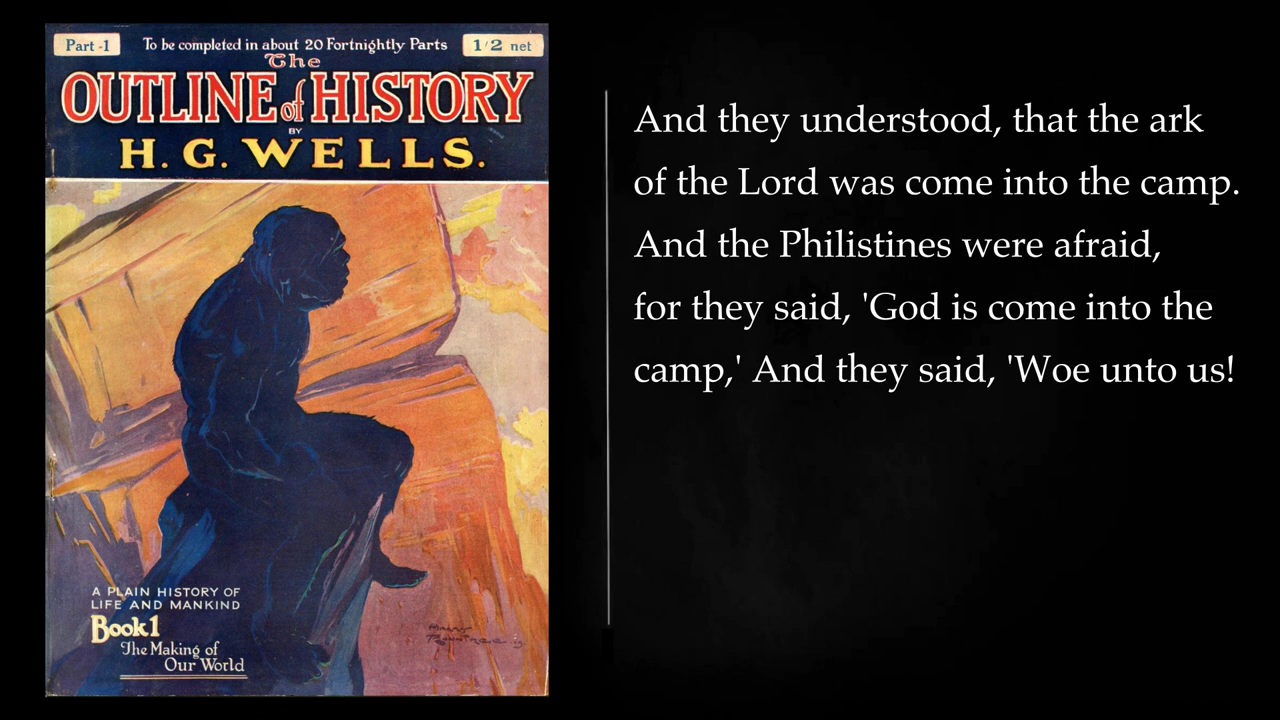 Part -1
To be completed in about 20 Fortnightly Parts
1/2 net
The
OUTLINE of HISTORY
BY
H. G. WELLS.
A PLAIN HISTORY OF
LIFE AND MANKIND
Book 1
The Making of
Our World
And they understood, that the ark
of the Lord was come into the camp.
And the Philistines were afraid,
for they said, 'God is come into the
camp,' And they said, 'Woe unto us!